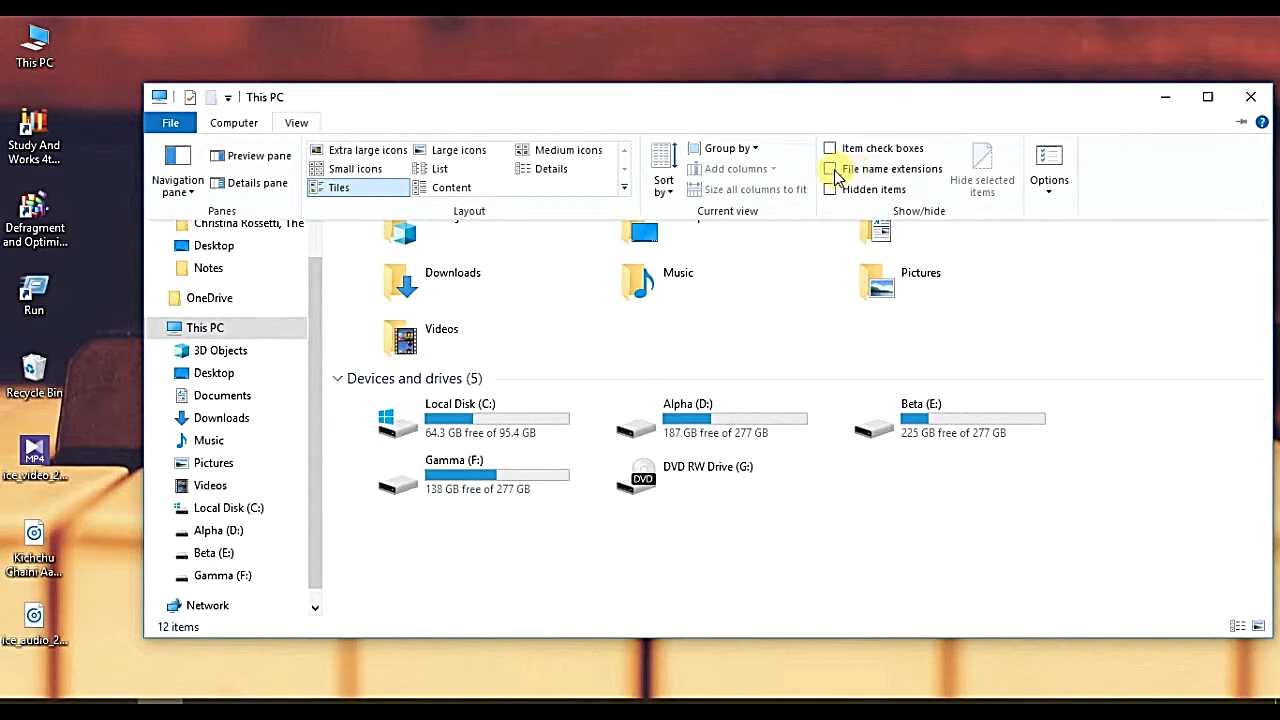 This PC
Study And
Works 4t...
Defragment
and Optimi...
Run
Recycle Bin
MP4
ice_video_2...
Kichchu
Ghaini Aa...
ice_audio_2...
This PC
File
Computer
View
Navigation
pane
Preview pane
Details pane
Panes
Extra large icons
Large icons
Medium icons
Small icons
List
Details
Tiles
Content
Layout
Sort
by
Group by
Add columns
Size all columns to fit
Current view
Item check boxes
File name extensions
Hidden items
Hide selected
items
Show/hide
Options
Christina Rossetti, The
Desktop
Notes
OneDrive
This PC
3D Objects
Desktop
Documents
Downloads
Music
Pictures
Videos
Local Disk (C:)
Alpha (D:)
Beta (E:)
Gamma (F:)
Network
Downloads
Music
Pictures
Videos
Devices and drives (5)
Local Disk (C:)
64.3 GB free of 95.4 GB
Alpha (D:)
187 GB free of 277 GB
Beta (E:)
225 GB free of 277 GB
Gamma (F:)
138 GB free of 277 GB
DVD
DVD RW Drive (G:)
12 items